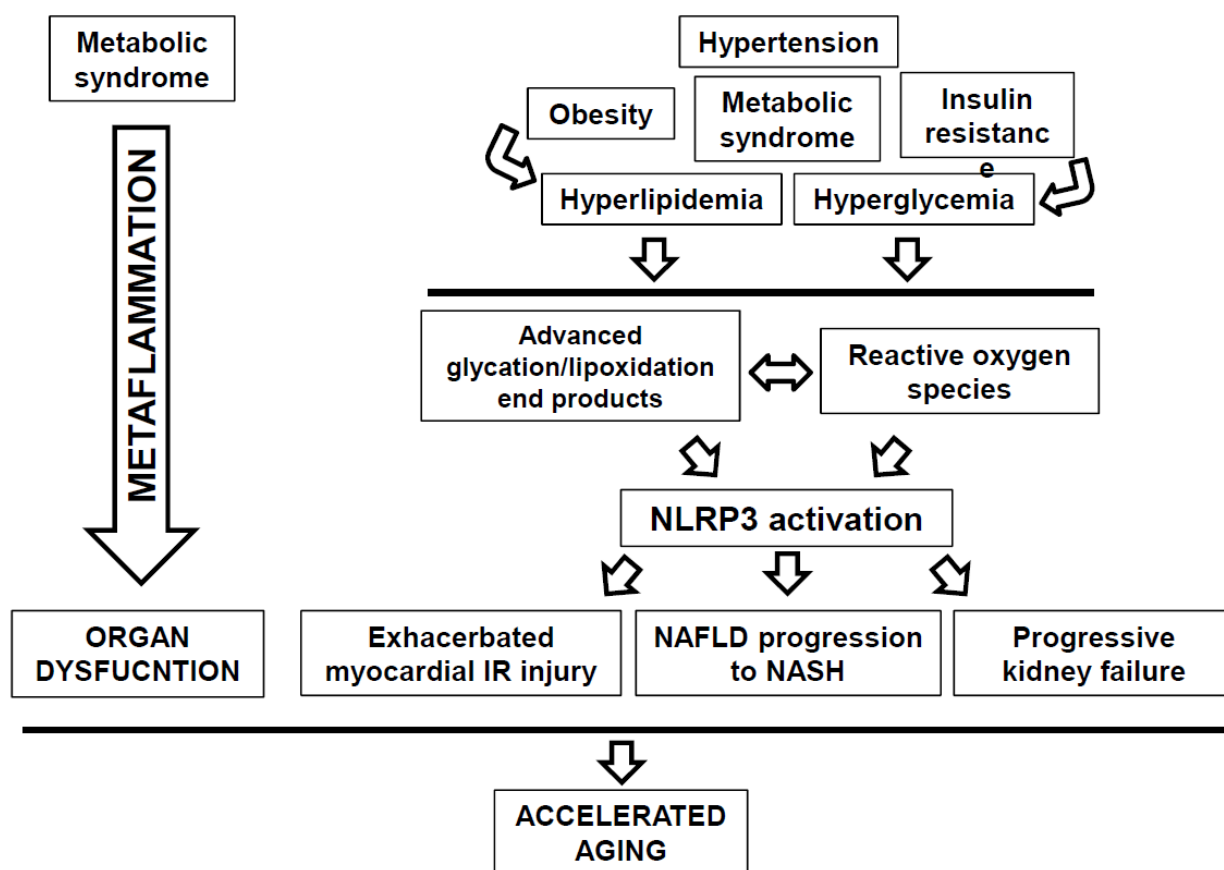 Metabolic
syndrome
METAFLAMMATION
ORGAN
DYSFUCNTION
Hypertension
Obesity
Metabolic
syndrome
Insulin
resistanc
e
Hyperlipidemia
Hyperglycemia
Advanced
glycation/lipoxidation
end products
Reactive oxygen
species
NLRP3 activation
Exhacerbated
myocardial IR injury
NAFLD progression
to NASH
Progressive
kidney failure
ACCELERATED
AGING